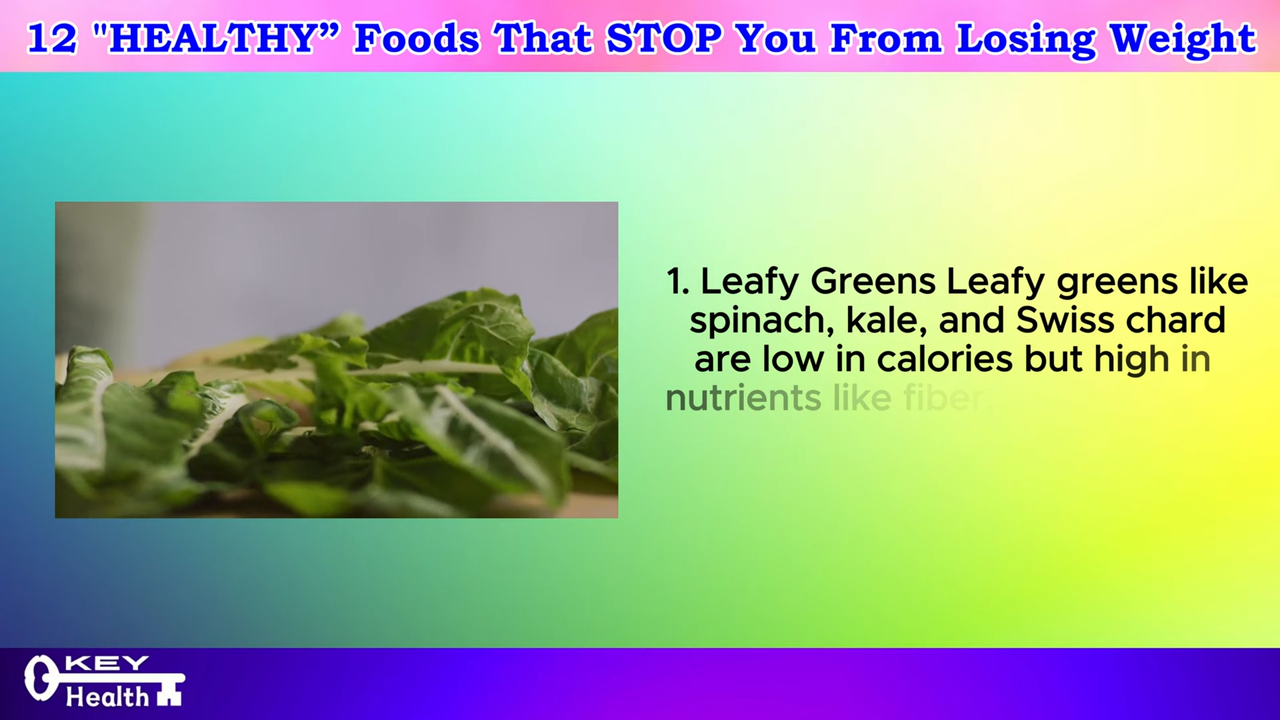 12 "HEALTHY” Foods That STOP You From Losing Weight
1. Leafy Greens Leafy greens like
spinach, kale, and Swiss chard
are low in calories but high in
nutrients like fiber,
KEY
Health